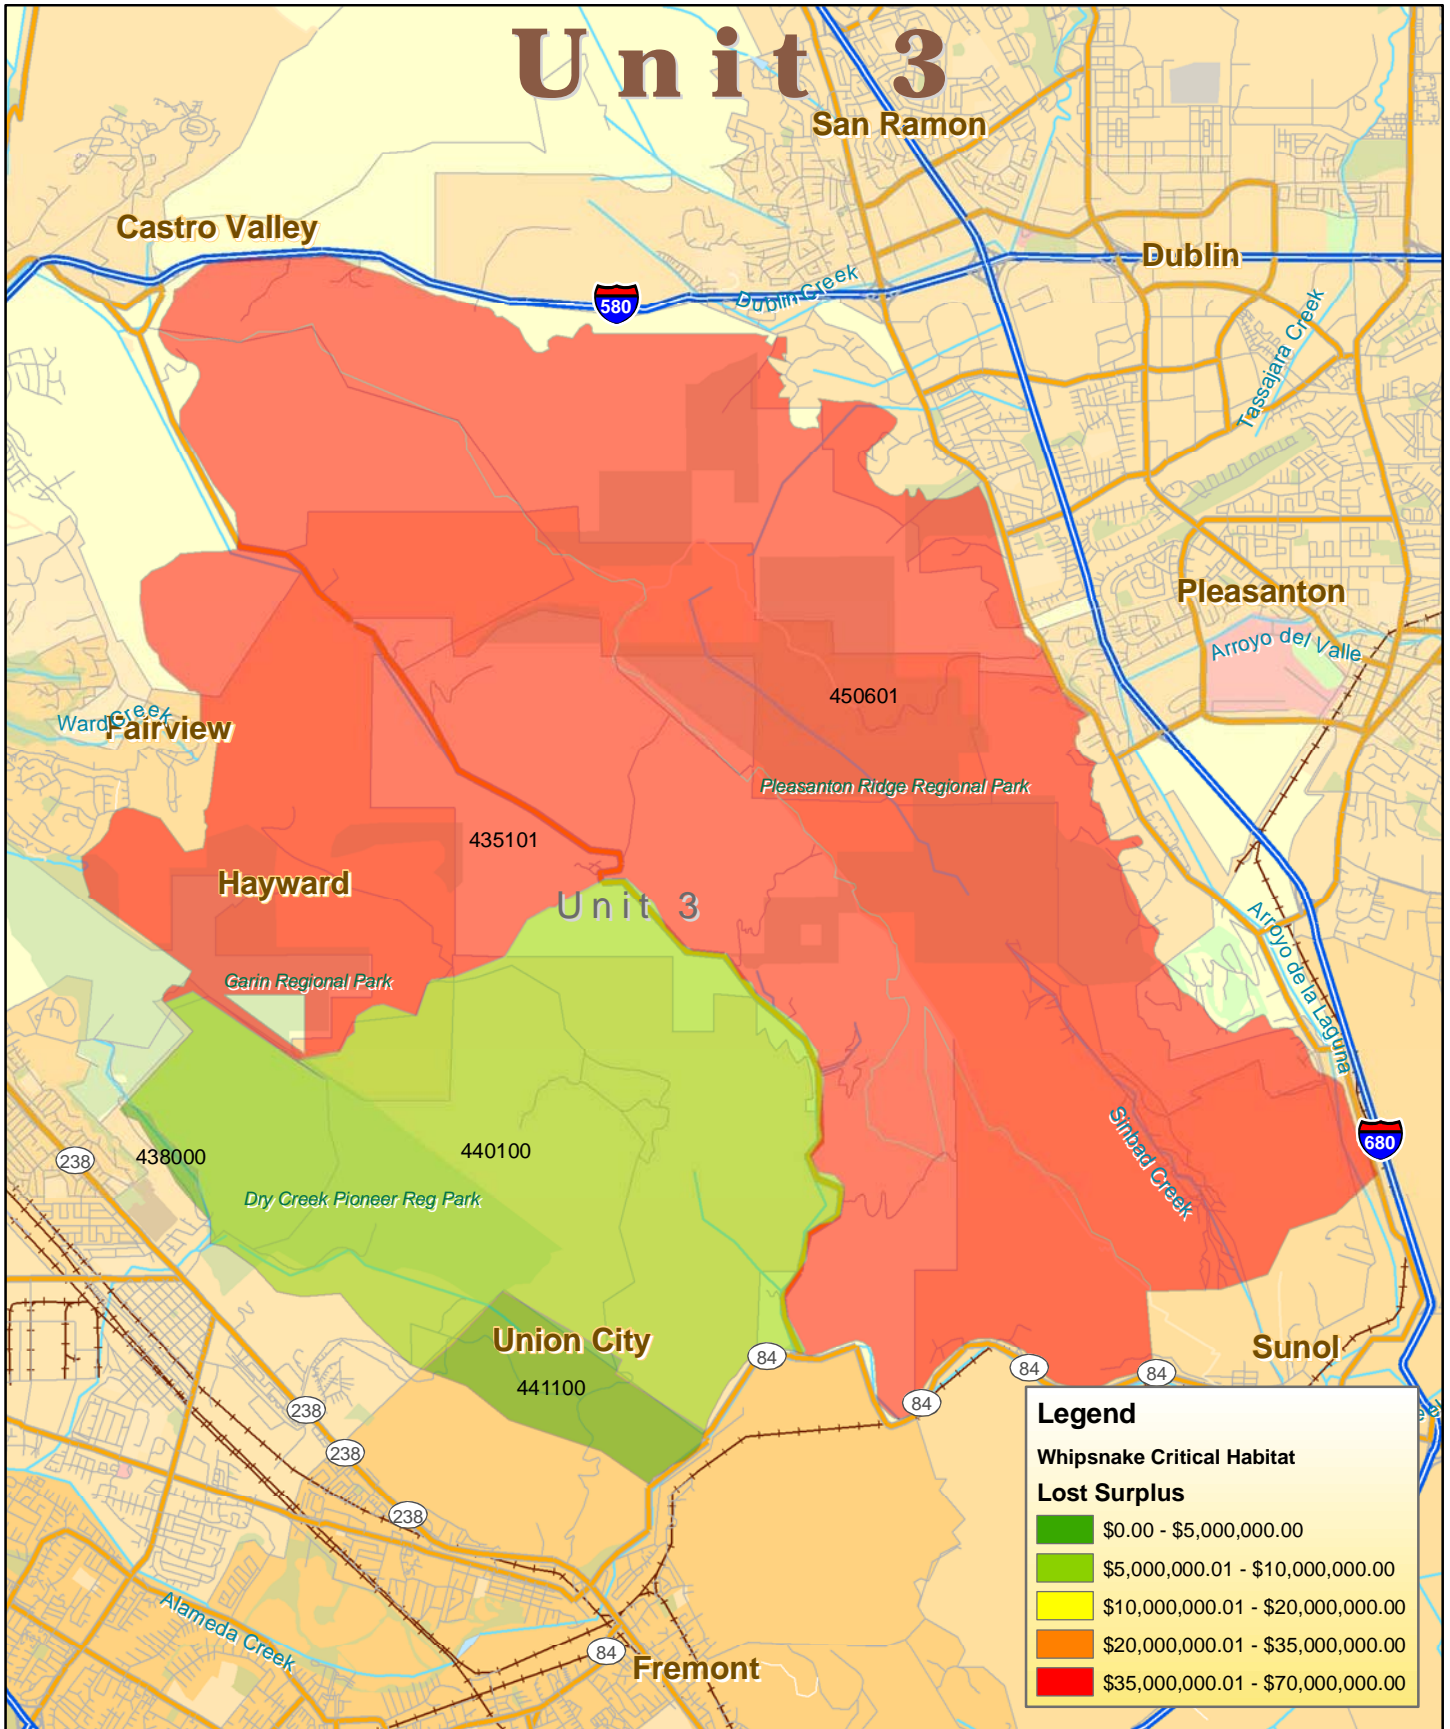 Unit 3
San Ramon
Castro Valley
Dublin
580
Dublin Creek
Tassajara Creek
Pleasanton
Arroyo del Valle
450601
Ward Creek
Fairview
Pleasanton Ridge Regional Park
435101
Hayward
Unit 3
Arroyo de la Laguna
Garin Regional Park
Sinbad Creek
680
238
438000
440100
Dry Creek Pioneer Reg Park
Union City
84
Sunol
441100
84
84
84
238
238
238
Alameda Creek
84
Fremont
Legend
Whipsnake Critical Habitat
Lost Surplus
$0.00 - $5,000,000.00
$5,000,000.01 - $10,000,000.00
$10,000,000.01 - $20,000,000.00
$20,000,000.01 - $35,000,000.00
$35,000,000.01 - $70,000,000.00